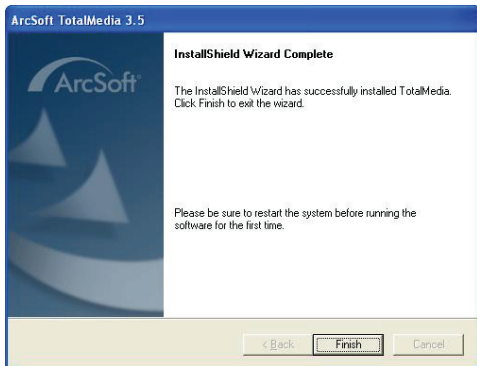 ArcSoft TotalMedia 3.5
ArcSoft
InstallShield Wizard Complete
The InstallShield Wizard has successfully installed TotalMedia.
Click Finish to exit the wizard.
Please be sure to restart the system before running the
software for the first time.
< Back
Finish
Cancel